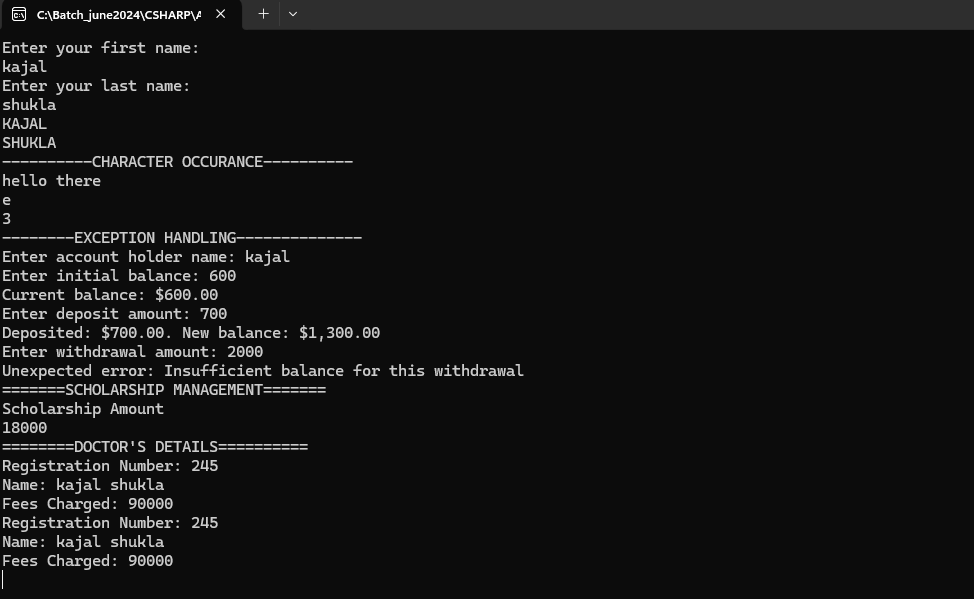 C:\Batch_june2024\CSHARP\A
Enter your first name:
kajal
Enter your last name:
shukla
KAJAL
SHUKLA
----------CHARACTER OCCURANCE----------
hello there
e
3
--------EXCEPTION HANDLING--------------
Enter account holder name: kajal
Enter initial balance: 600
Current balance: $600.00
Enter deposit amount: 700
Deposited: $700.00. New balance: $1,300.00
Enter withdrawal amount: 2000
Unexpected error: Insufficient balance for this withdrawal
=======SCHOLARSHIP MANAGEMENT=======
Scholarship Amount
18000
========DOCTOR'S DETAILS==========
Registration Number: 245
Name: kajal shukla
Fees Charged: 90000
Registration Number: 245
Name: kajal shukla
Fees Charged: 90000